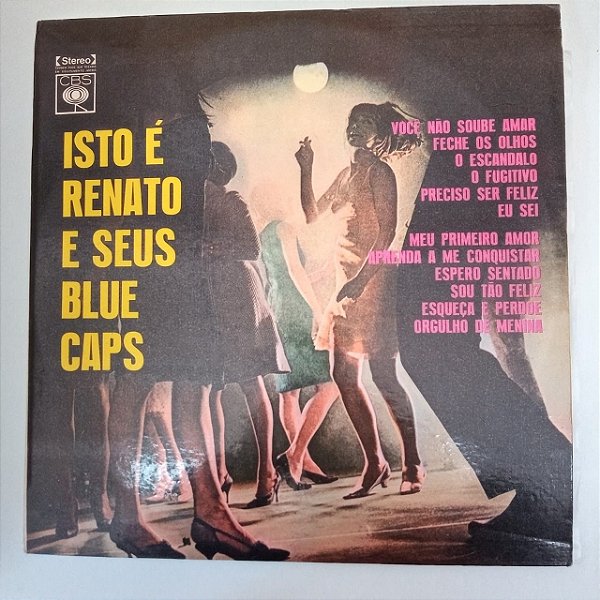 Stereo
CBS
ISTO É
RENATO
E SEUS
BLUE
CAPS
VOCÊ NÃO SOUBE AMAR
FECHE OS OLHOS
O ESCANDALO
O FUGITIVO
PRECISO SER FELIZ
EU SEI
MEU PRIMEIRO AMOR
APRENDA A ME CONQUISTAR
ESPERO SENTADO
SOU TÃO FELIZ
ESQUEÇA E PERDOE
ORGULHO DE MENINA